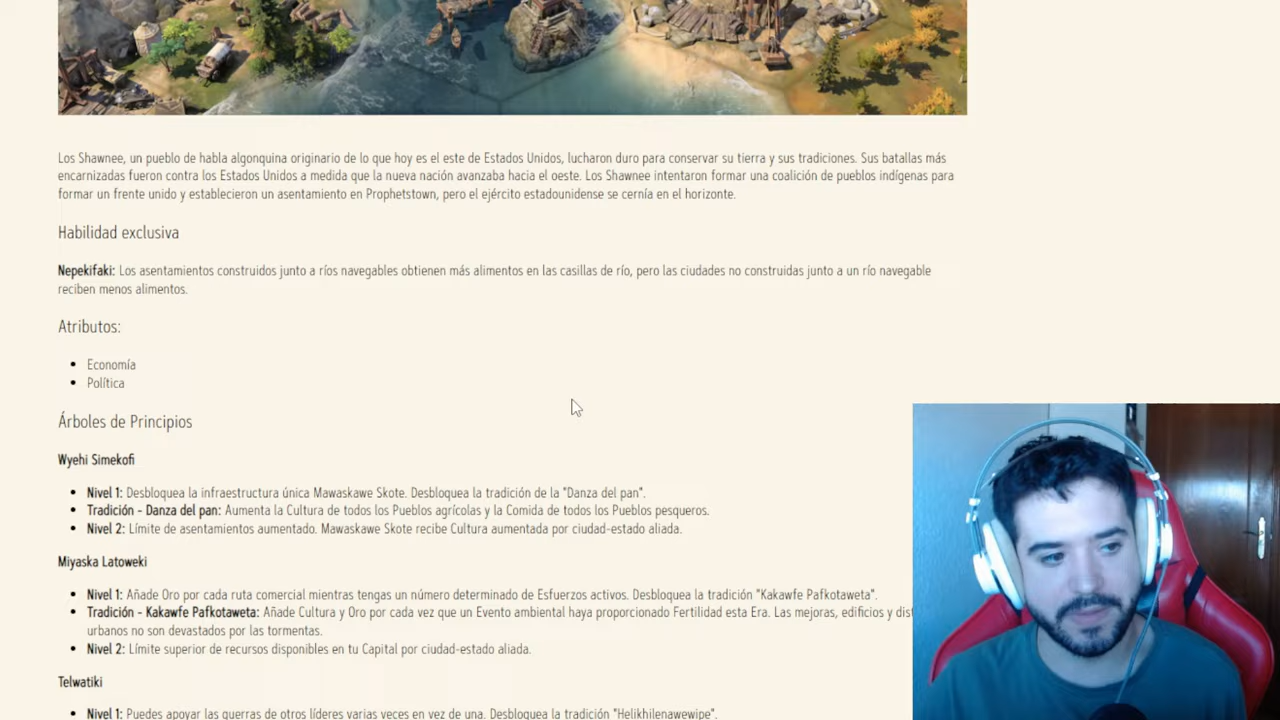 Los Shawnee, un pueblo de habla algonquina originario de lo que hoy es el este de Estados Unidos, lucharon duro para conservar su tierra y sus tradiciones. Sus batallas más
encarnizadas fueron contra los Estados Unidos a medida que la nueva nación avanzaba hacia el oeste. Los Shawnee intentaron formar una coalición de pueblos indígenas para
formar un frente unido y establecieron un asentamiento en Prophetstown, pero el ejército estadounidense se cernía en el horizonte.
Habilidad exclusiva
Nepekifaki: Los asentamientos construidos junto a ríos navegables obtienen más alimentos en las casillas de río, pero las ciudades no construidas junto a un río navegable
reciben menos alimentos.
Atributos:
• Economía
• Política
Árboles de Principios
Wyehi Simekofi
• Nivel 1: Desbloquea la infraestructura única Mawaskawe Skote. Desbloquea la tradición de la "Danza del pan".
• Tradición - Danza del pan: Aumenta la Cultura de todos los Pueblos agrícolas y la Comida de todos los Pueblos pesqueros.
• Nivel 2: Límite de asentamientos aumentado. Mawaskawe Skote recibe Cultura aumentada por ciudad-estado aliada.
Miyaska Latoweki
• Nivel 1: Añade Oro por cada ruta comercial mientras tengas un número determinado de Esfuerzos activos. Desbloquea la tradición "Kakawfe Pafkotaweta".
• Tradición - Kakawfe Pafkotaweta: Añade Cultura y Oro por cada vez que un Evento ambiental haya proporcionado Fertilidad esta Era. Las mejoras, edificios y dist
urbanos no son devastados por las tormentas.
• Nivel 2: Límite superior de recursos disponibles en tu Capital por ciudad-estado aliada.
Telwatiki
• Nivel 1: Puedes apoyar las guerras de otros líderes varias veces en vez de una. Desbloquea la tradición "Helikhilenawewipe".